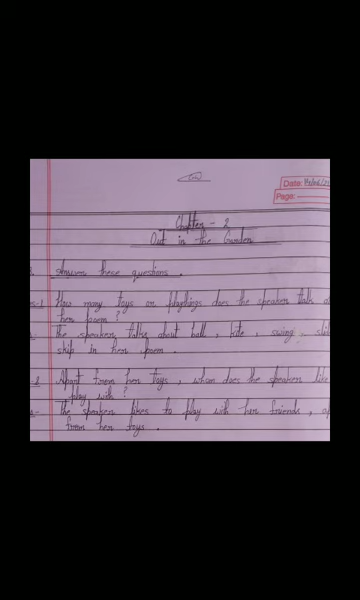 Date:
Page:
Chapter - 2
Out in the Garden
Answer these questions.
How many toys or playthings does the speaker talk
her poem?
the speaker talks about ball, kite, swing,
skip in her poem.
Apart from her toys, whom does the speaker like
play with?
the speaker likes to play with her friends,
from her toys.